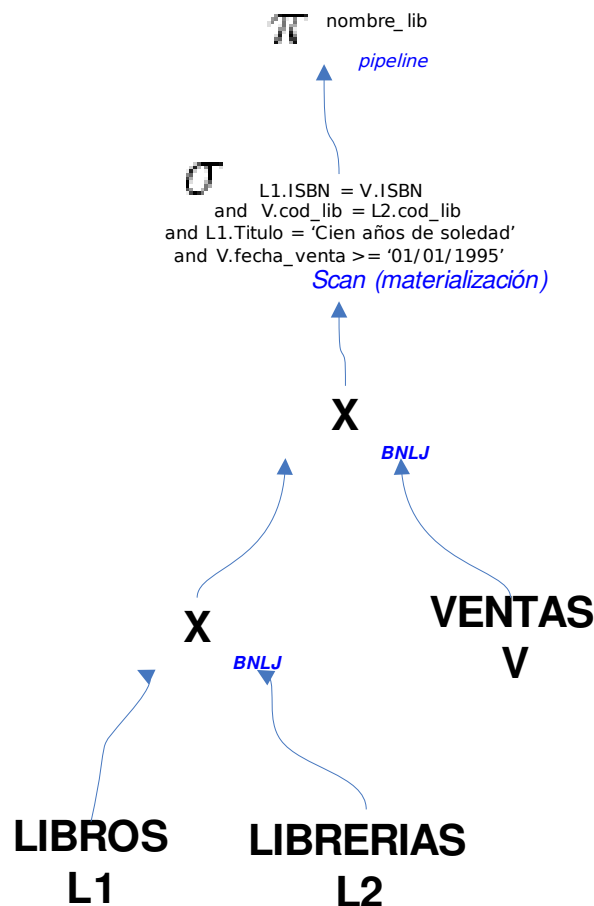 π nombre_lib
pipeline
σ L1.ISBN = V.ISBN
and V.cod_lib = L2.cod_lib
and L1.Titulo = ‘Cien años de soledad’
and V.fecha_venta >= ‘01/01/1995’
Scan (materialización)
X
BNLJ
VENTAS
V
X
BNLJ
LIBROS
L1
LIBRERIAS
L2